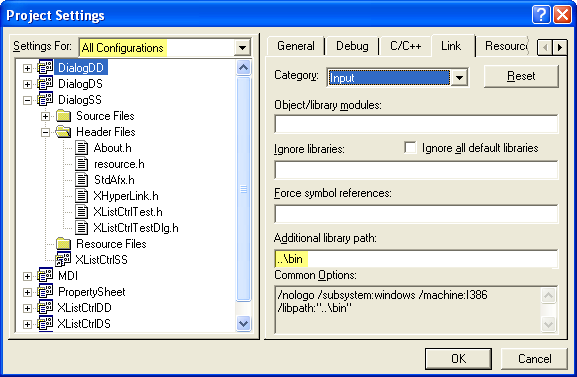 Project Settings
Settings For: All Configurations
DialogDD
DialogDS
DialogSS
Source Files
Header Files
About.h
resource.h
StdAfx.h
XHyperLink.h
XListCtrlTest.h
XListCtrlTestDlg.h
Resource Files
XListCtrlSS
MDI
PropertySheet
XListCtrlDD
XListCtrlDS
General Debug C/C++ Link Resourc
Category: Input Reset
Object/library modules:
Ignore libraries: Ignore all default libraries
Force symbol references:
Additional library path:
..\bin
Common Options:
/nologo /subsystem:windows /machine:I386
/libpath:"..\bin"
OK Cancel